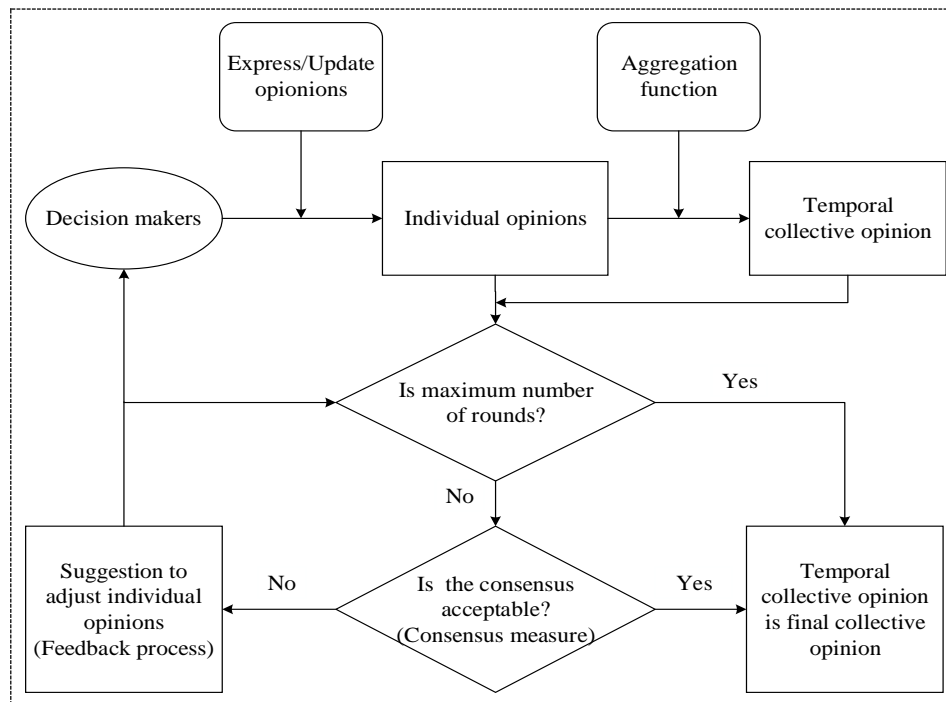 Express/Update
opionions
Aggregation
function
Decision makers
Individual opinions
Temporal
collective opinion
Is maximum number
of rounds?
Yes
No
Suggestion to
adjust individual
opinions
(Feedback process)
No
Is the consensus
acceptable?
(Consensus measure)
Yes
Temporal
collective opinion
is final collective
opinion